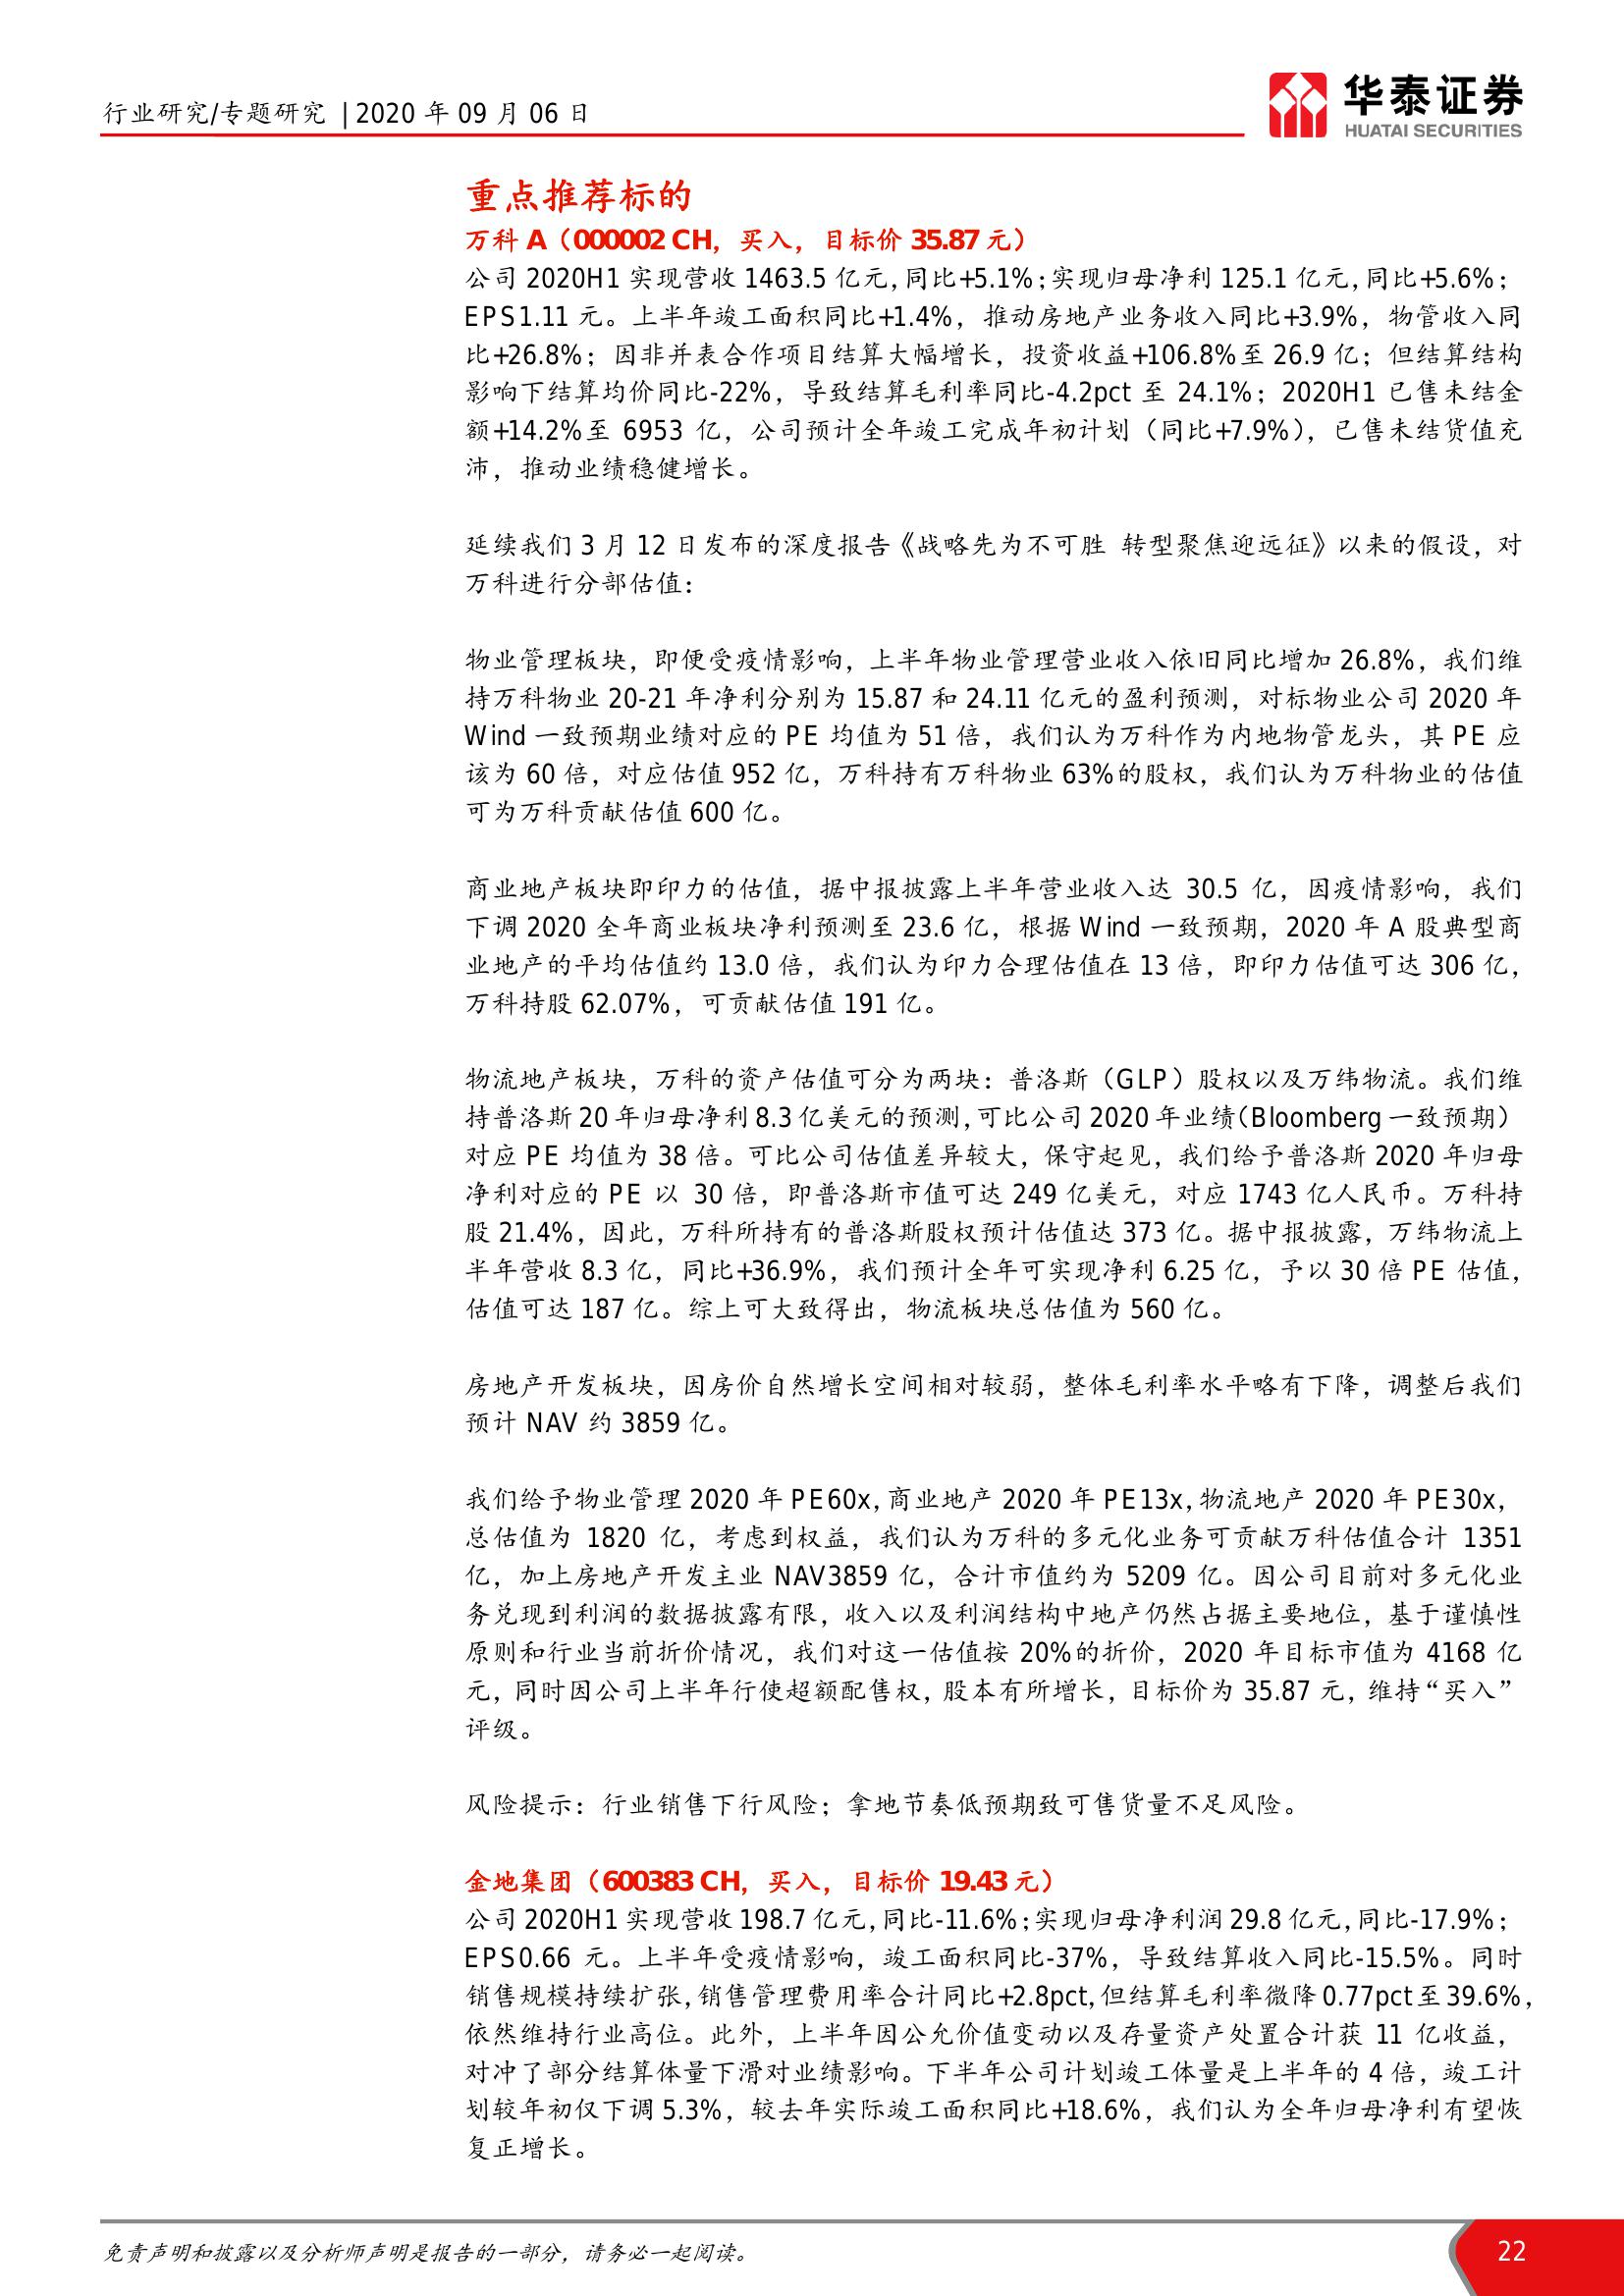 行业研究/专题研究 | 2020 年 09 月 06 日
华泰证券
HUATAI SECURITIES
重点推荐标的
万科 A（000002 CH，买入，目标价 35.87 元）
公司 2020H1 实现营收 1463.5 亿元，同比+5.1%；实现归母净利 125.1 亿元，同比+5.6%；
EPS1.11 元。上半年竣工面积同比+1.4%，推动房地产业务收入同比+3.9%，物管收入同
比+26.8%；因非并表合作项目结算大幅增长，投资收益+106.8%至 26.9 亿；但结算结构
影响下结算均价同比-22%，导致结算毛利率同比-4.2pct 至 24.1%；2020H1 已售未结金
额+14.2%至 6953 亿，公司预计全年竣工完成年初计划（同比+7.9%），已售未结货值充
沛，推动业绩稳健增长。
延续我们 3 月 12 日发布的深度报告《战略先为不可胜 转型聚焦迎远征》以来的假设，对
万科进行分部估值：
物业管理板块，即便受疫情影响，上半年物业管理营业收入依旧同比增加 26.8%，我们维
持万科物业 20-21 年净利分别为 15.87 和 24.11 亿元的盈利预测，对标物业公司 2020 年
Wind 一致预期业绩对应的 PE 均值为 51 倍，我们认为万科作为内地物管龙头，其 PE 应
该为 60 倍，对应估值 952 亿，万科持有万科物业 63%的股权，我们认为万科物业的估值
可为万科贡献估值 600 亿。
商业地产板块即印力的估值，据中报披露上半年营业收入达 30.5 亿，因疫情影响，我们
下调 2020 全年商业板块净利预测至 23.6 亿，根据 Wind 一致预期，2020 年 A 股典型商
业地产的平均估值约 13.0 倍，我们认为印力合理估值在 13 倍，即印力估值可达 306 亿，
万科持股 62.07%，可贡献估值 191 亿。
物流地产板块，万科的资产估值可分为两块：普洛斯（GLP）股权以及万纬物流。我们维
持普洛斯 20 年归母净利 8.3 亿美元的预测，可比公司 2020 年业绩（Bloomberg 一致预期）
对应 PE 均值为 38 倍。可比公司估值差异较大，保守起见，我们给予普洛斯 2020 年归母
净利对应的 PE 以 30 倍，即普洛斯市值可达 249 亿美元，对应 1743 亿人民币。万科持
股 21.4%，因此，万科所持有的普洛斯股权预计估值达 373 亿。据中报披露，万纬物流上
半年营收 8.3 亿，同比+36.9%，我们预计全年可实现净利 6.25 亿，予以 30 倍 PE 估值，
估值可达 187 亿。综上可大致得出，物流板块总估值为 560 亿。
房地产开发板块，因房价自然增长空间相对较弱，整体毛利率水平略有下降，调整后我们
预计 NAV 约 3859 亿。
我们给予物业管理 2020 年 PE60x，商业地产 2020 年 PE13x，物流地产 2020 年 PE30x，
总估值为 1820 亿，考虑到权益，我们认为万科的多元化业务可贡献万科估值合计 1351
亿，加上房地产开发主业 NAV3859 亿，合计市值约为 5209 亿。因公司目前对多元化业
务兑现到利润的数据披露有限，收入以及利润结构中地产仍然占据主要地位，基于谨慎性
原则和行业当前折价情况，我们对这一估值按 20%的折价，2020 年目标市值为 4168 亿
元，同时因公司上半年行使超额配售权，股本有所增长，目标价为 35.87 元，维持“买入”
评级。
风险提示：行业销售下行风险；拿地节奏低预期致可售货量不足风险。
金地集团（600383 CH，买入，目标价 19.43 元）
公司 2020H1 实现营收 198.7 亿元，同比-11.6%；实现归母净利润 29.8 亿元，同比-17.9%；
EPS0.66 元。上半年受疫情影响，竣工面积同比-37%，导致结算收入同比-15.5%。同时
销售规模持续扩张，销售管理费用率合计同比+2.8pct，但结算毛利率微降 0.77pct 至 39.6%，
依然维持行业高位。此外，上半年因公允价值变动以及存量资产处置合计获 11 亿收益，
对冲了部分结算体量下滑对业绩影响。下半年公司计划竣工体量是上半年的 4 倍，竣工计
划较年初仅下调 5.3%，较去年实际竣工面积同比+18.6%，我们认为全年归母净利有望恢
复正增长。
免责声明和披露以及分析师声明是报告的一部分，请务必一起阅读。
22